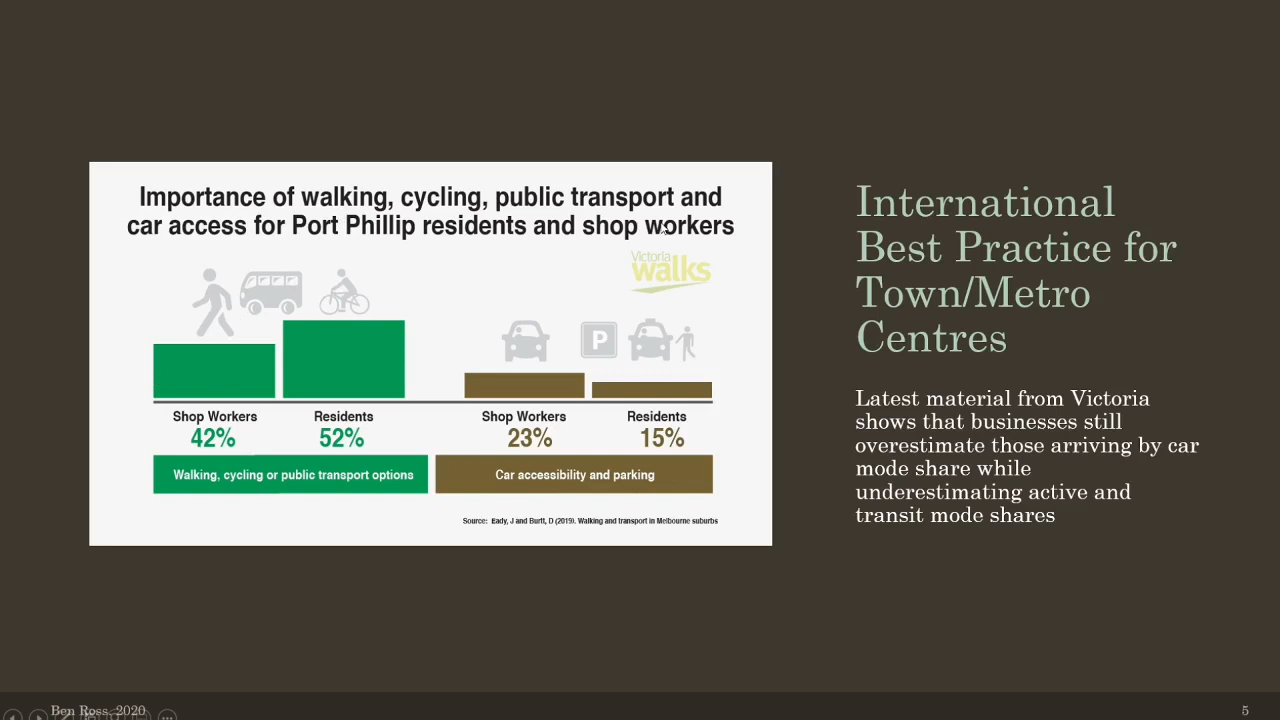 Importance of walking, cycling, public transport and
car access for Port Phillip residents and shop workers
Victoria
walks
P
Shop Workers
42%
Residents
52%
Shop Workers
23%
Residents
15%
Walking, cycling or public transport options
Car accessibility and parking
Source: Eady, J and Burtt, D (2019). Walking and transport in Melbourne suburbs
International
Best Practice for
Town/Metro
Centres
Latest material from Victoria
shows that businesses still
overestimate those arriving by car
mode share while
underestimating active and
transit mode shares
Ben Ross, 2020
5